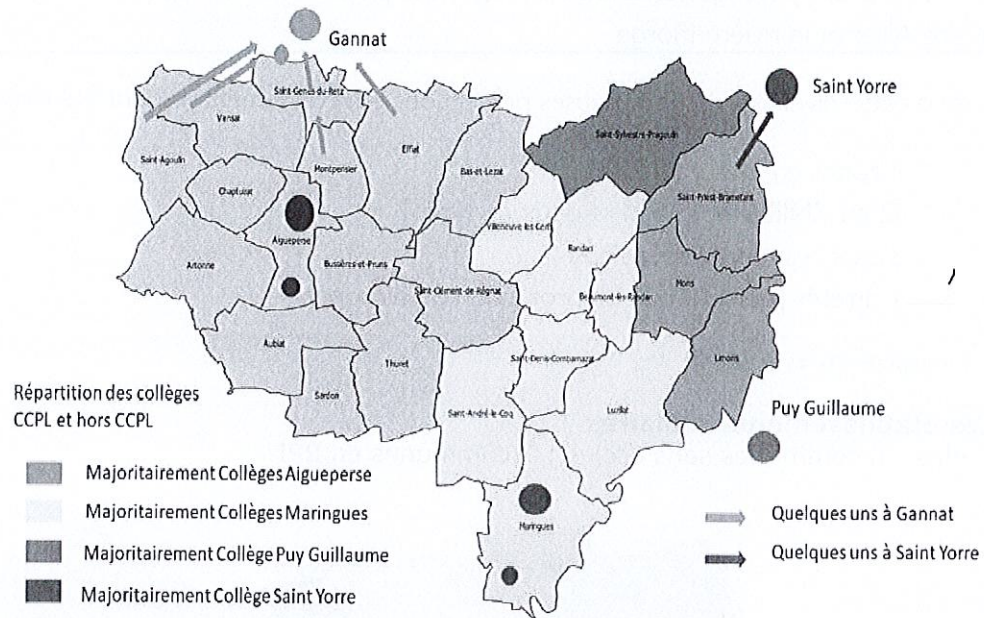 Gannat
Saint-Genès-du-Retz
Saint Yorre
Vensat
Effiat
Saint-Sylvestre-Pragoulin
Saint-Agoulin
Montpensier
Bas-et-Lezat
Chaptuzat
Saint-Priest-Bramefant
Villeneuve-les-Cerfs
Aigueperse
Randan
Artonne
Bussières-et-Pruns
Mons
Saint-Clément-de-Régnat
Beaumont-lès-Randan
Aubiat
Saint-Denis-Combarnazat
Limons
Thuret
Sardon
Saint-André-le-Coq
Luzillat
Puy Guillaume
Répartition des collèges
CCPL et hors CCPL
Majoritairement Collèges Aigueperse
Majoritairement Collèges Maringues
Majoritairement Collège Puy Guillaume
Majoritairement Collège Saint Yorre
Maringues
Quelques uns à Gannat
Quelques uns à Saint Yorre